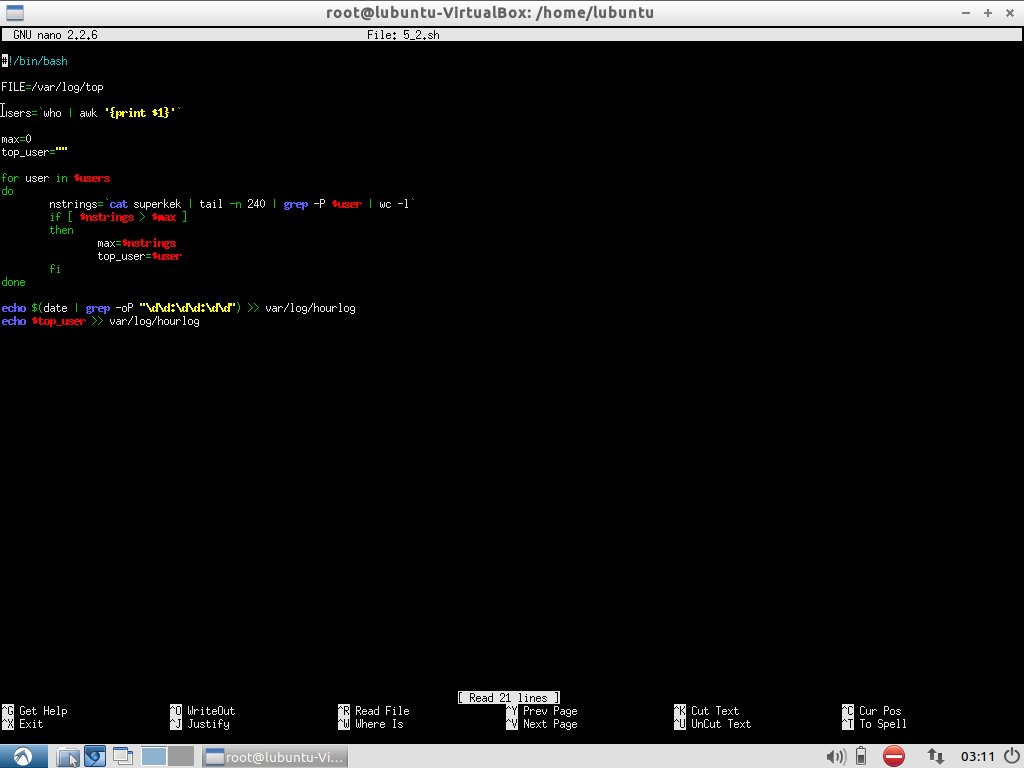 root@lubuntu-VirtualBox: /home/lubuntu
GNU nano 2.2.6 File: 5_2.sh
#!/bin/bash
FILE=/var/log/top
users=`who | awk '{print $1}'`
max=0
top_user=""
for user in $users
do
nstrings=`cat superkek | tail -n 240 | grep -P $user | wc -l`
if [ $nstrings > $max ]
then
max=$nstrings
top_user=$user
fi
done
echo $(date | grep -oP "\d\d:\d\d:\d\d") >> var/log/hourlog
echo $top_user >> var/log/hourlog
[ Read 21 lines ]
^G Get Help ^O WriteOut ^R Read File ^Y Prev Page ^K Cut Text ^C Cur Pos
^X Exit ^J Justify ^W Where Is ^V Next Page ^U UnCut Text ^T To Spell
root@lubuntu-Vi... 03:11